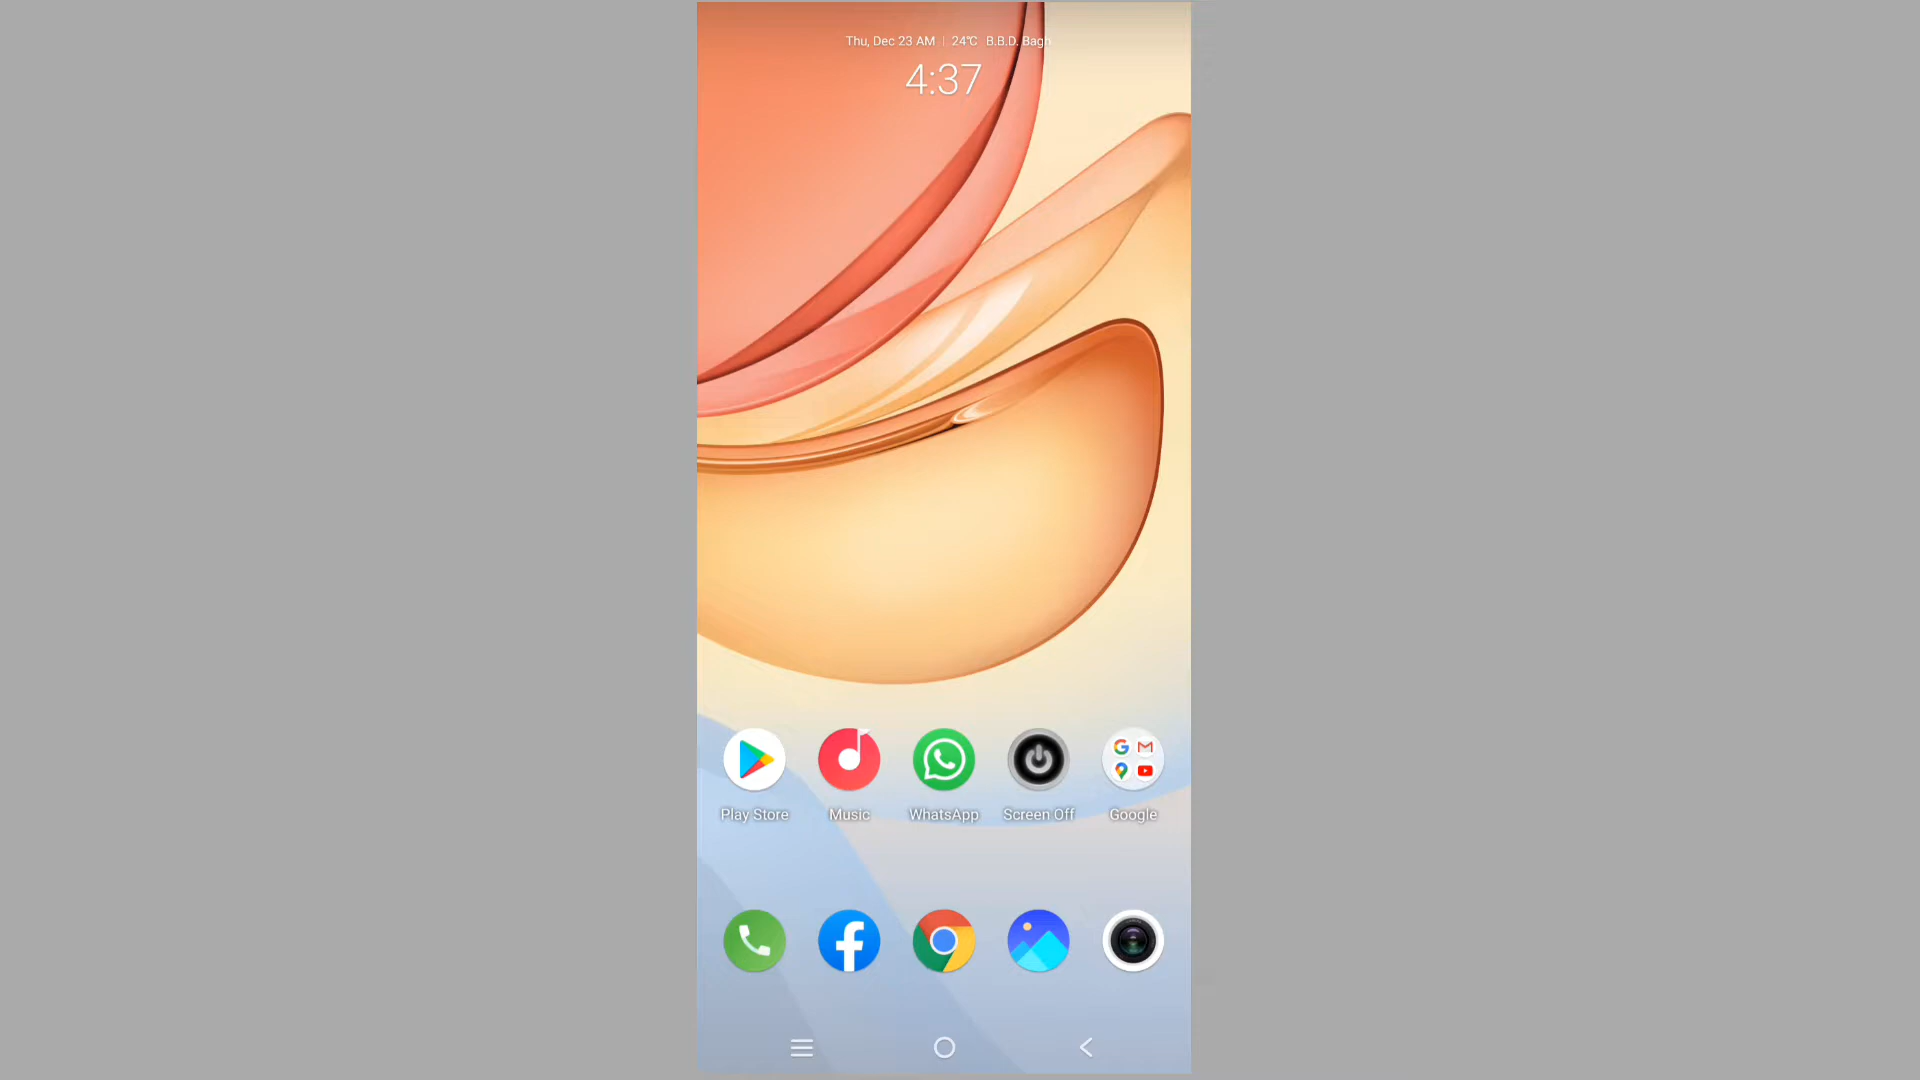 Thu, Dec 23 AM | 24℃ B.B.D. Bagh
4:37
Play Store
Music
WhatsApp
Screen Off
Google